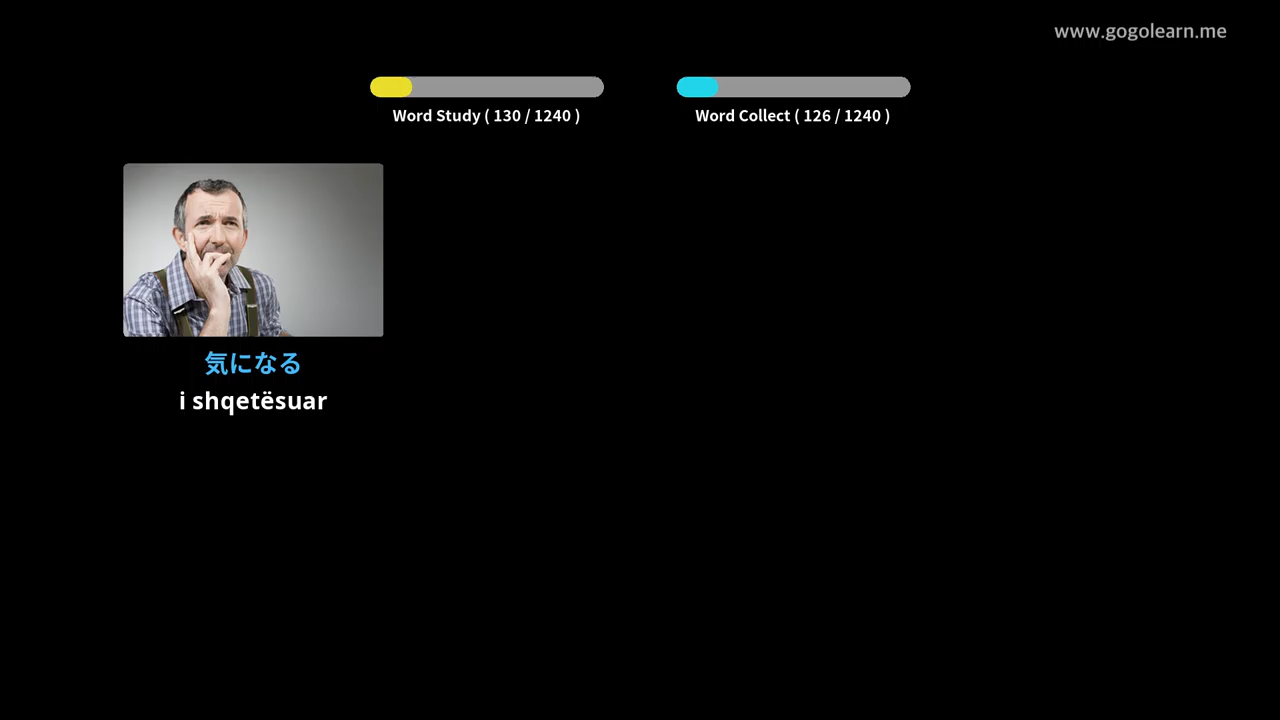 www.gogolearn.me
Word Study ( 130 / 1240 )
Word Collect ( 126 / 1240 )
気になる
i shqetësuar